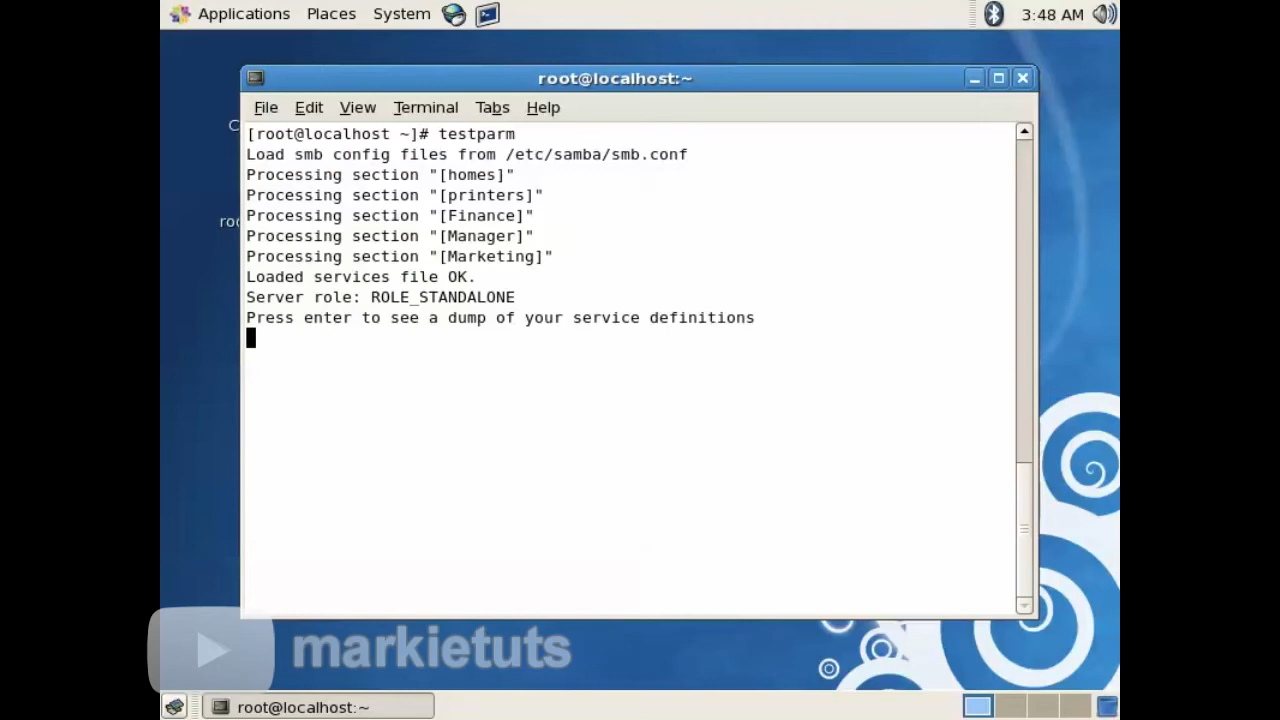 Applications Places System 3:48 AM
root@localhost:~
File Edit View Terminal Tabs Help
[root@localhost ~]# testparm
Load smb config files from /etc/samba/smb.conf
Processing section "[homes]"
Processing section "[printers]"
Processing section "[Finance]"
Processing section "[Manager]"
Processing section "[Marketing]"
Loaded services file OK.
Server role: ROLE_STANDALONE
Press enter to see a dump of your service definitions
markietuts
root@localhost:~